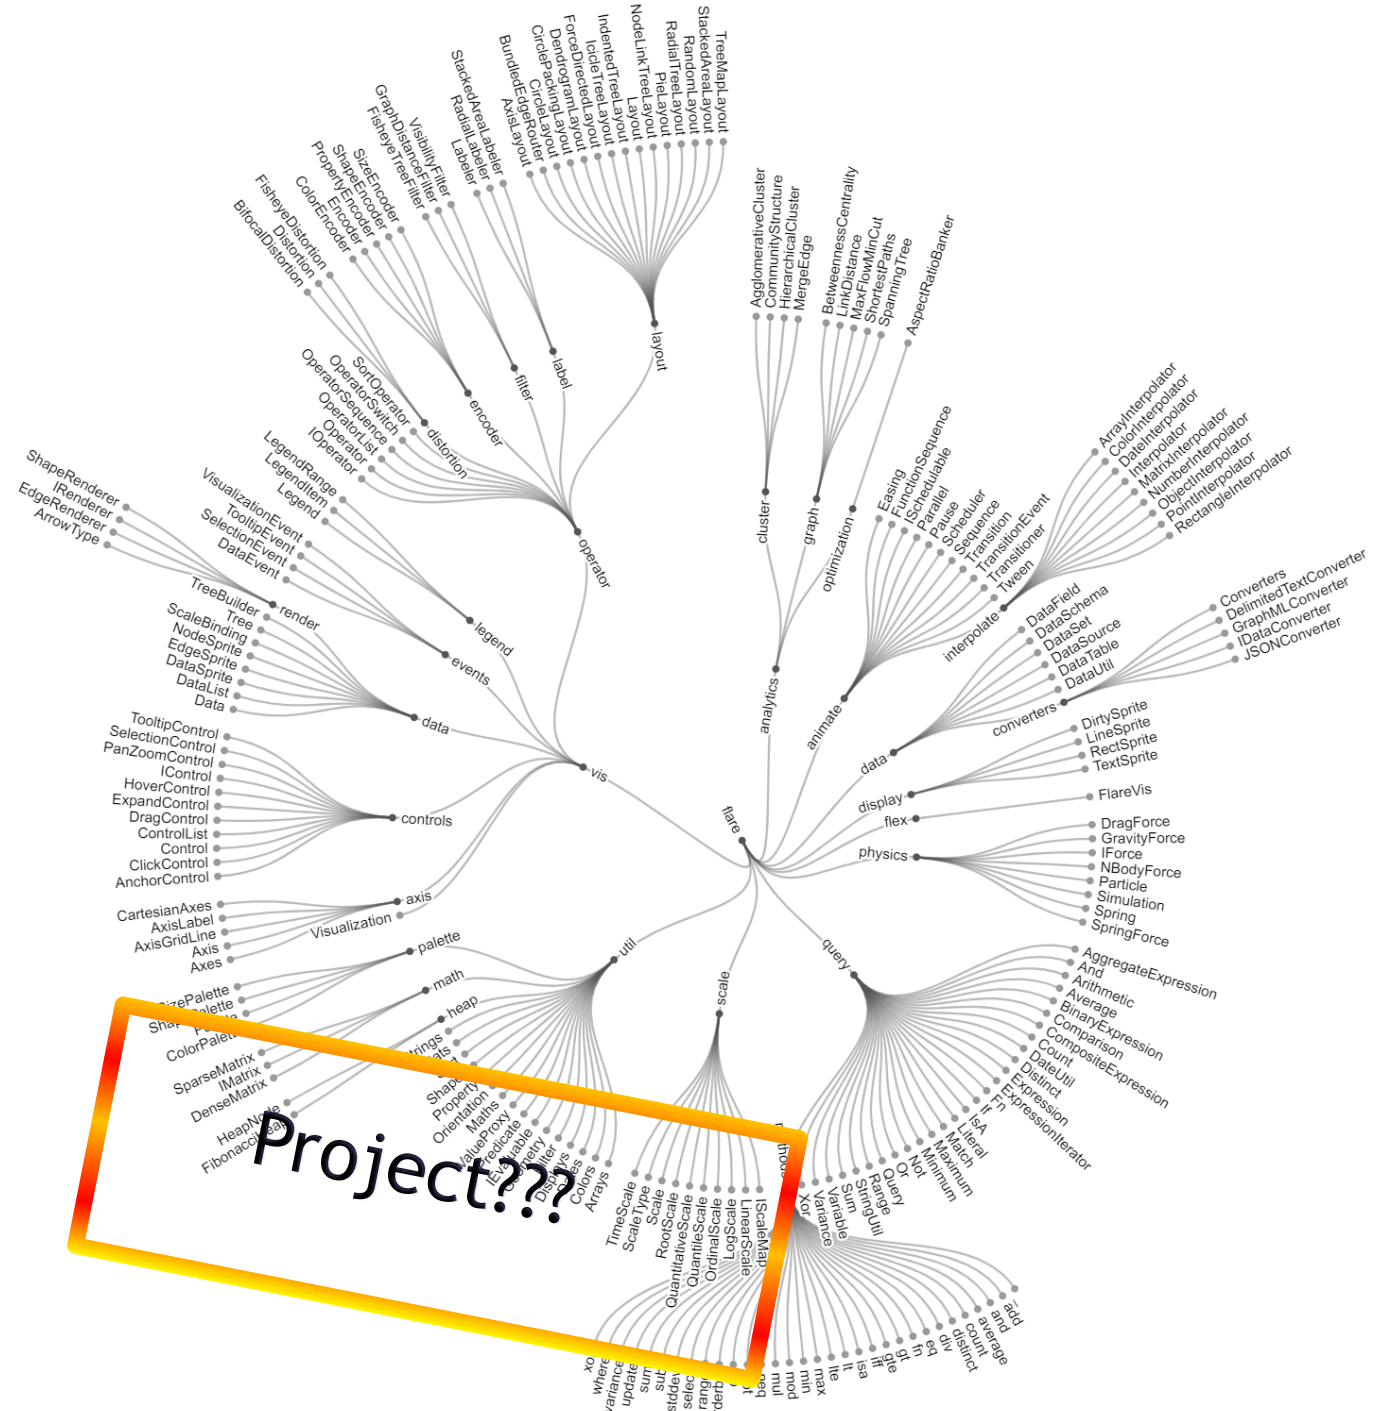 TreeMapLayout
StackedAreaLayout
RandomLayout
RadialTreeLayout
PieLayout
NodeLinkTreeLayout
Layout
IndentedTreeLayout
IcicleTreeLayout
ForceDirectedLayout
DendrogramLayout
CirclePackingLayout
CircleLayout
BundledEdgeRouter
AxisLayout
layout
StackedAreaLabeler
RadialLabeler
Labeler
label
VisibilityFilter
GraphDistanceFilter
FisheyeTreeFilter
filter
SizeEncoder
ShapeEncoder
PropertyEncoder
Encoder
ColorEncoder
encoder
FisheyeDistortion
Distortion
BifocalDistortion
distortion
SortOperator
OperatorSwitch
OperatorSequence
OperatorList
Operator
IOperator
operator
LegendRange
LegendItem
Legend
legend
VisualizationEvent
TooltipEvent
SelectionEvent
DataEvent
events
ShapeRenderer
IRenderer
EdgeRenderer
ArrowType
render
TreeBuilder
Tree
ScaleBinding
NodeSprite
EdgeSprite
DataSprite
DataList
Data
data
TooltipControl
SelectionControl
PanZoomControl
IControl
HoverControl
ExpandControl
DragControl
ControlList
Control
ClickControl
AnchorControl
controls
CartesianAxes
AxisLabel
AxisGridLine
Axis
Axes
axis
Visualization
vis
flare
AgglomerativeCluster
CommunityStructure
HierarchicalCluster
MergeEdge
cluster
BetweennessCentrality
LinkDistance
MaxFlowMinCut
ShortestPaths
SpanningTree
graph
AspectRatioBanker
optimization
analytics
Easing
FunctionSequence
ISchedulable
Parallel
Pause
Scheduler
Sequence
Transition
TransitionEvent
Transitioner
Tween
ArrayInterpolator
ColorInterpolator
DateInterpolator
Interpolator
MatrixInterpolator
NumberInterpolator
ObjectInterpolator
PointInterpolator
RectangleInterpolator
interpolate
animate
DataField
DataSchema
DataSet
DataSource
DataTable
DataUtil
Converters
DelimitedTextConverter
GraphMLConverter
IDataConverter
JSONConverter
converters
data
DirtySprite
LineSprite
RectSprite
TextSprite
display
FlareVis
flex
DragForce
GravityForce
IForce
NBodyForce
Particle
Simulation
Spring
SpringForce
physics
query
AggregateExpression
And
Arithmetic
Average
BinaryExpression
Comparison
CompositeExpression
Count
DateUtil
Distinct
Expression
ExpressionIterator
Fn
If
IsA
Literal
Match
Maximum
Minimum
Not
Or
Query
Range
StringUtil
Sum
Variable
Variance
Xor
_
add
and
average
count
distinct
div
eq
fn
gt
gte
iff
isa
lt
lte
max
min
mod
mul
update
scale
IScaleMap
LinearScale
LogScale
OrdinalScale
QuantileScale
QuantitativeScale
RootScale
Scale
ScaleType
TimeScale
util
palette
math
heap
SparseMatrix
IMatrix
DenseMatrix
Property
Orientation
Maths
Colors
Arrays
Project???